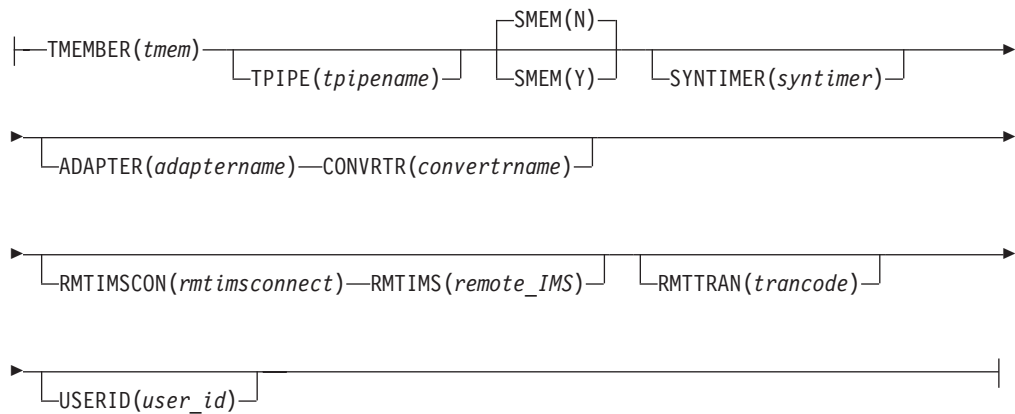 SMEM(N)
TMEMBER(tmem)
TPIPE(tpipename) SMEM(Y) SYNTIMER(syntimer)
ADAPTER(adaptername) CONVRTR(convertrname)
RMTIMSCON(rmtimsconnect) RMTIMS(remote_IMS) RMTTRAN(trancode)
USERID(user_id)